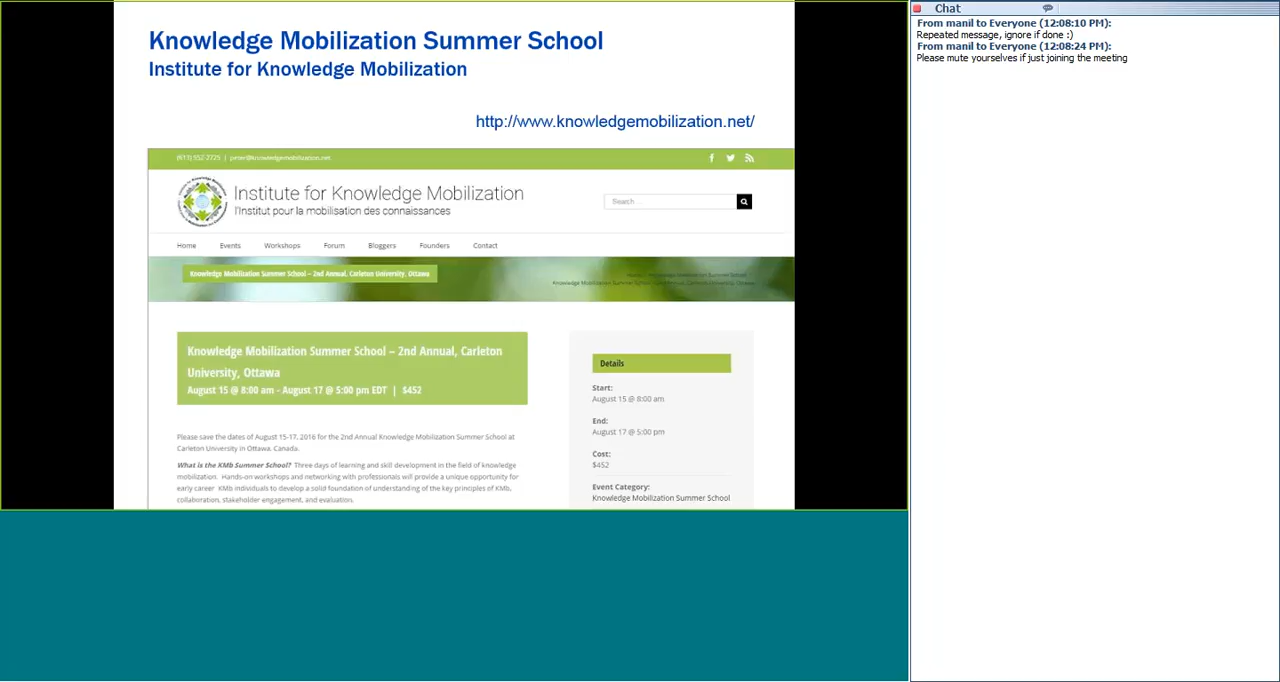 Knowledge Mobilization Summer School
Institute for Knowledge Mobilization
http://www.knowledgemobilization.net/
(613) 552-2725 | peter@knowledgemobilization.net
Institute for Knowledge Mobilization
l'Institut pour la mobilisation des connaissances
Search ...
Home Events Workshops Forum Bloggers Founders Contact
Knowledge Mobilization Summer School – 2nd Annual, Carleton University, Ottawa
Knowledge Mobilization Summer School – 2nd Annual, Carleton
University, Ottawa
August 15 @ 8:00 am - August 17 @ 5:00 pm EDT | $452
Please save the dates of August 15-17, 2016 for the 2nd Annual Knowledge Mobilization Summer School at
Carleton University in Ottawa, Canada.
What is the KMb Summer School? Three days of learning and skill development in the field of knowledge
mobilization. Hands-on workshops and networking with professionals will provide a unique opportunity for
early career KMb individuals to develop a solid foundation of understanding of the key principles of KMb,
collaboration, stakeholder engagement, and evaluation.
Details
Start:
August 15 @ 8:00 am
End:
August 17 @ 5:00 pm
Cost:
$452
Event Category:
Knowledge Mobilization Summer School
Chat
From manil to Everyone (12:08:10 PM):
Repeated message, ignore if done :)
From manil to Everyone (12:08:24 PM):
Please mute yourselves if just joining the meeting